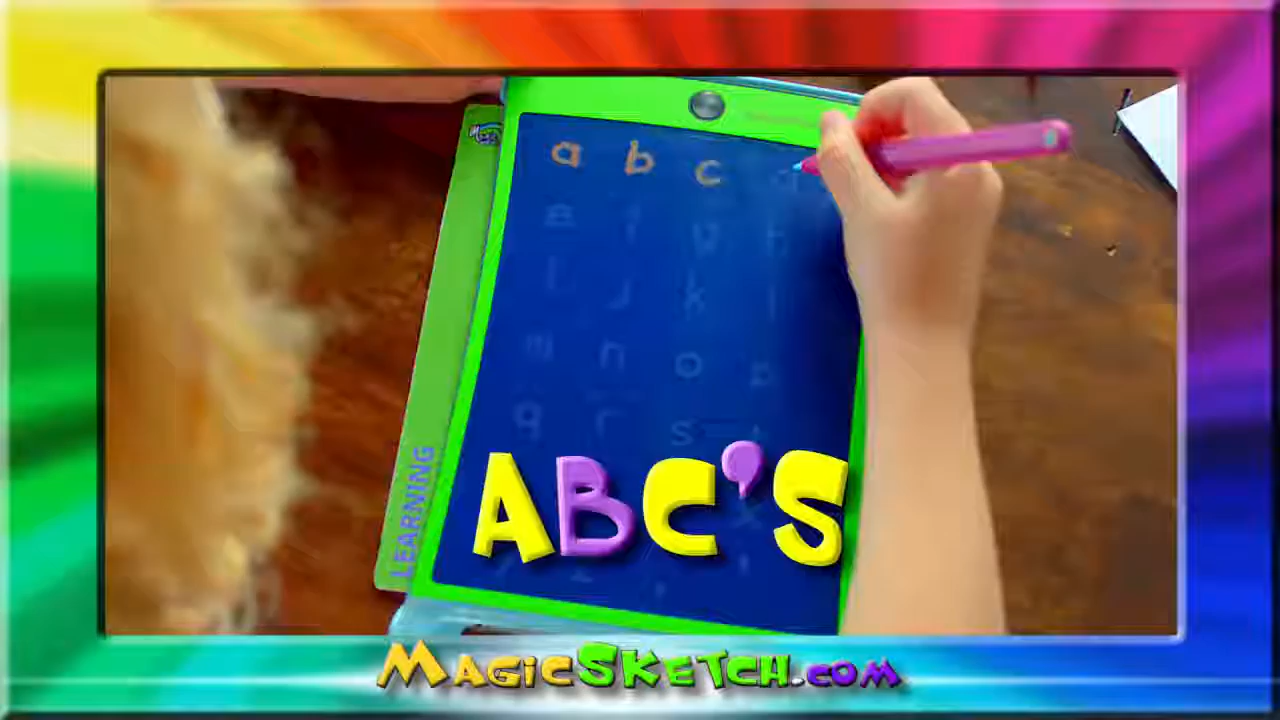 a b c
g
j k l
n o p
q r s
LEARNING
ABC'S
MAGICSKETCH.COM